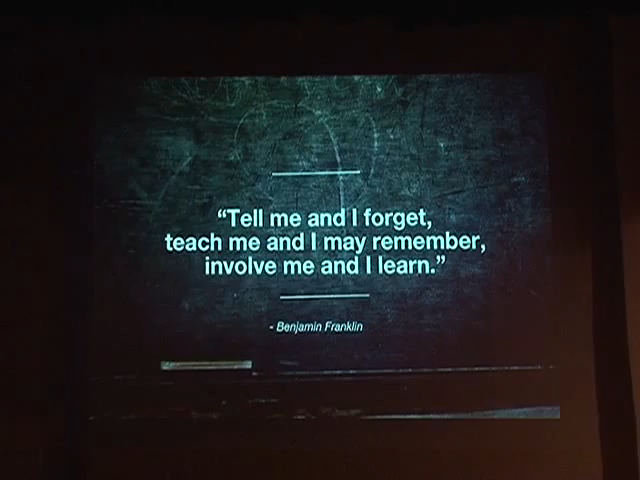 “Tell me and I forget,
teach me and I may remember,
involve me and I learn.”
- Benjamin Franklin